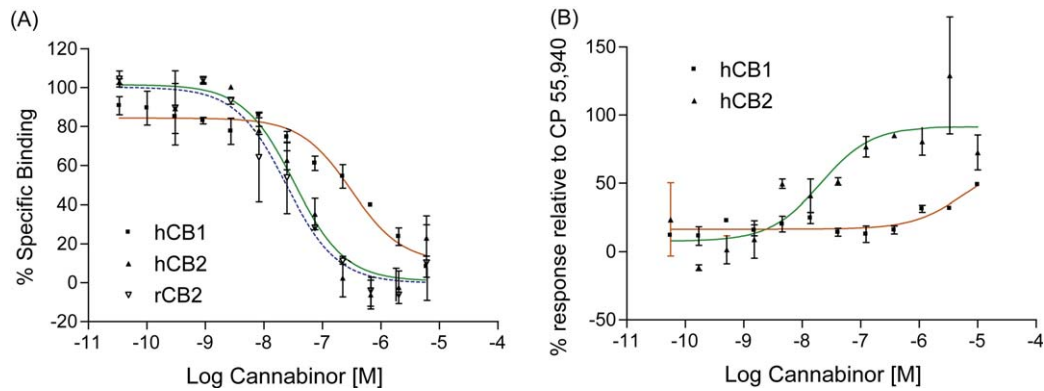 (A)
% Specific Binding
120
100
80
60
40
20
0
-20
hCB1
hCB2
rCB2
-11 -10 -9 -8 -7 -6 -5 -4
Log Cannabinor [M]
(B)
% response relative to CP 55,940
150
100
50
0
-50
hCB1
hCB2
-11 -10 -9 -8 -7 -6 -5 -4
Log Cannabinor [M]